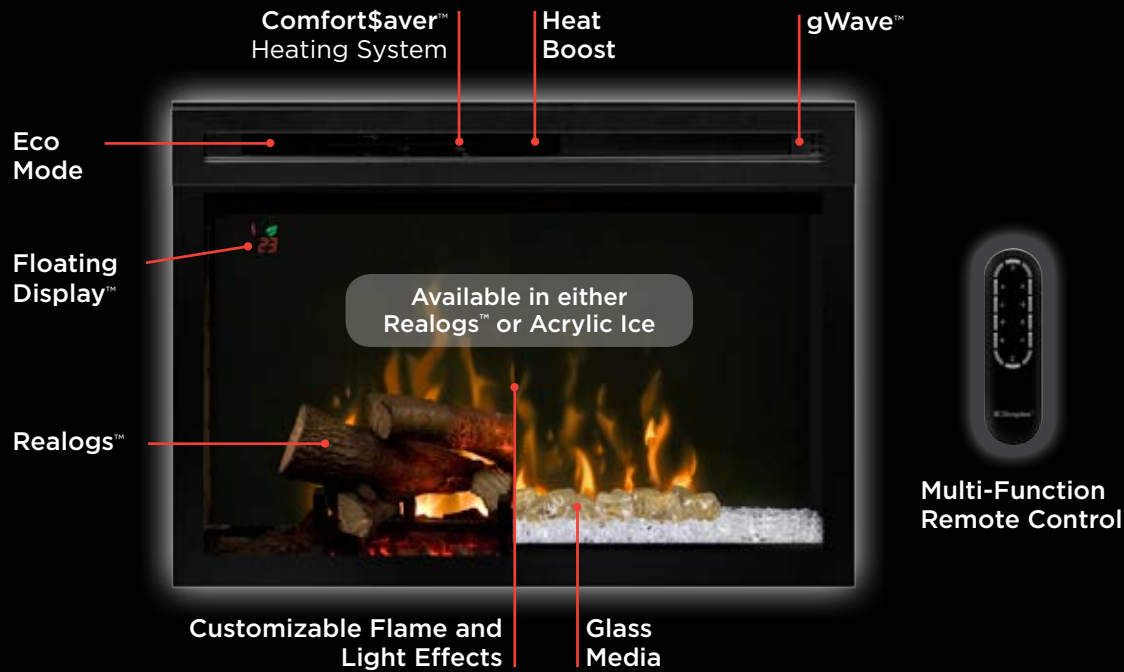 Comfort$aver™
Heating System
Heat
Boost
gWave™
Eco
Mode
Floating
Display™
23
Available in either
Realogs™ or Acrylic Ice
Realogs™
Dimplex
Multi-Function
Remote Control
Customizable Flame and
Light Effects
Glass
Media